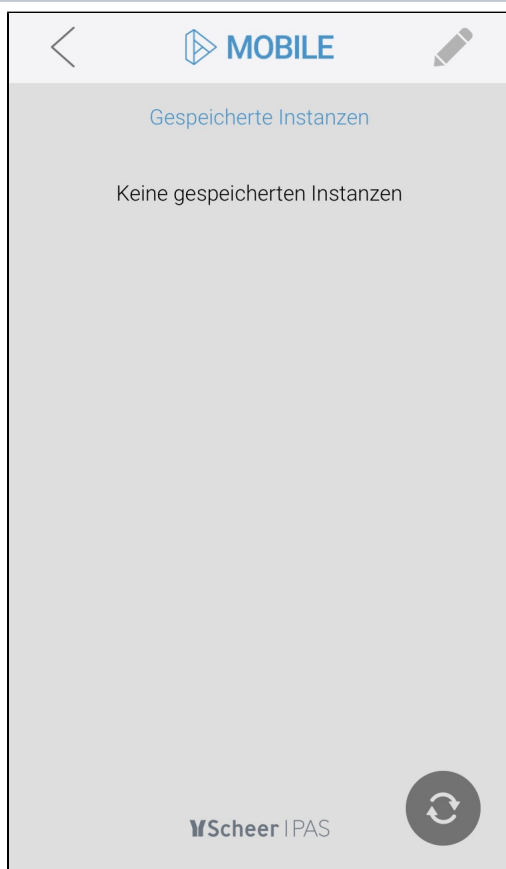 MOBILE
Gespeicherte Instanzen
Keine gespeicherten Instanzen
Scheer | PAS